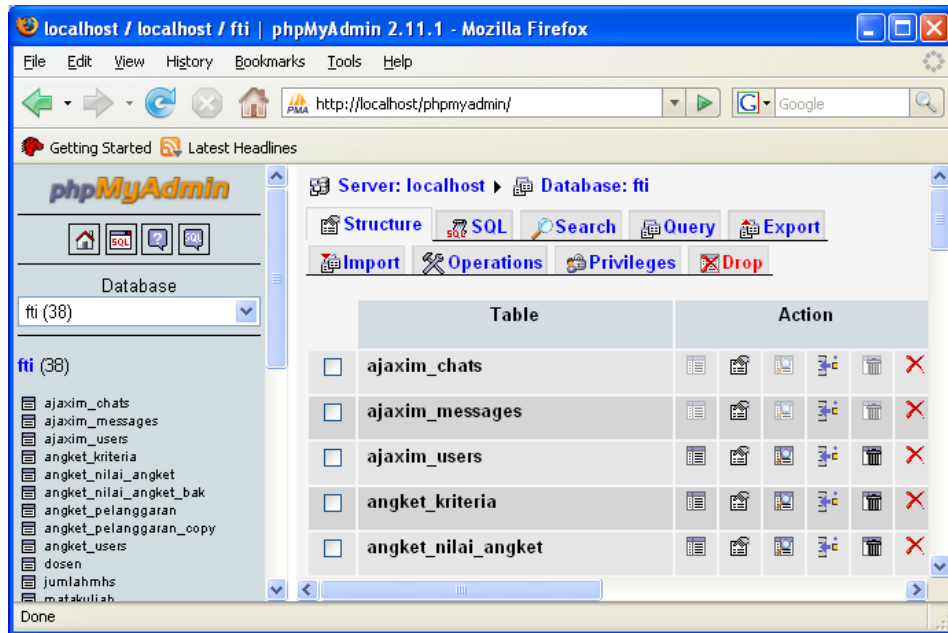 localhost / localhost / fti | phpMyAdmin 2.11.1 - Mozilla Firefox
File Edit View History Bookmarks Tools Help
PMA http://localhost/phpmyadmin/ G Google
Getting Started Latest Headlines
phpMyAdmin
SQL
Database
fti (38)
fti (38)
ajaxim_chats
ajaxim_messages
ajaxim_users
angket_kriteria
angket_nilai_angket
angket_nilai_angket_bak
angket_pelanggaran
angket_pelanggaran_copy
angket_users
dosen
jumlahmhs
matakuliah
Server: localhost Database: fti
Structure SQL Search Query Export
Import Operations Privileges Drop
Table Action
ajaxim_chats
ajaxim_messages
ajaxim_users
angket_kriteria
angket_nilai_angket
Done